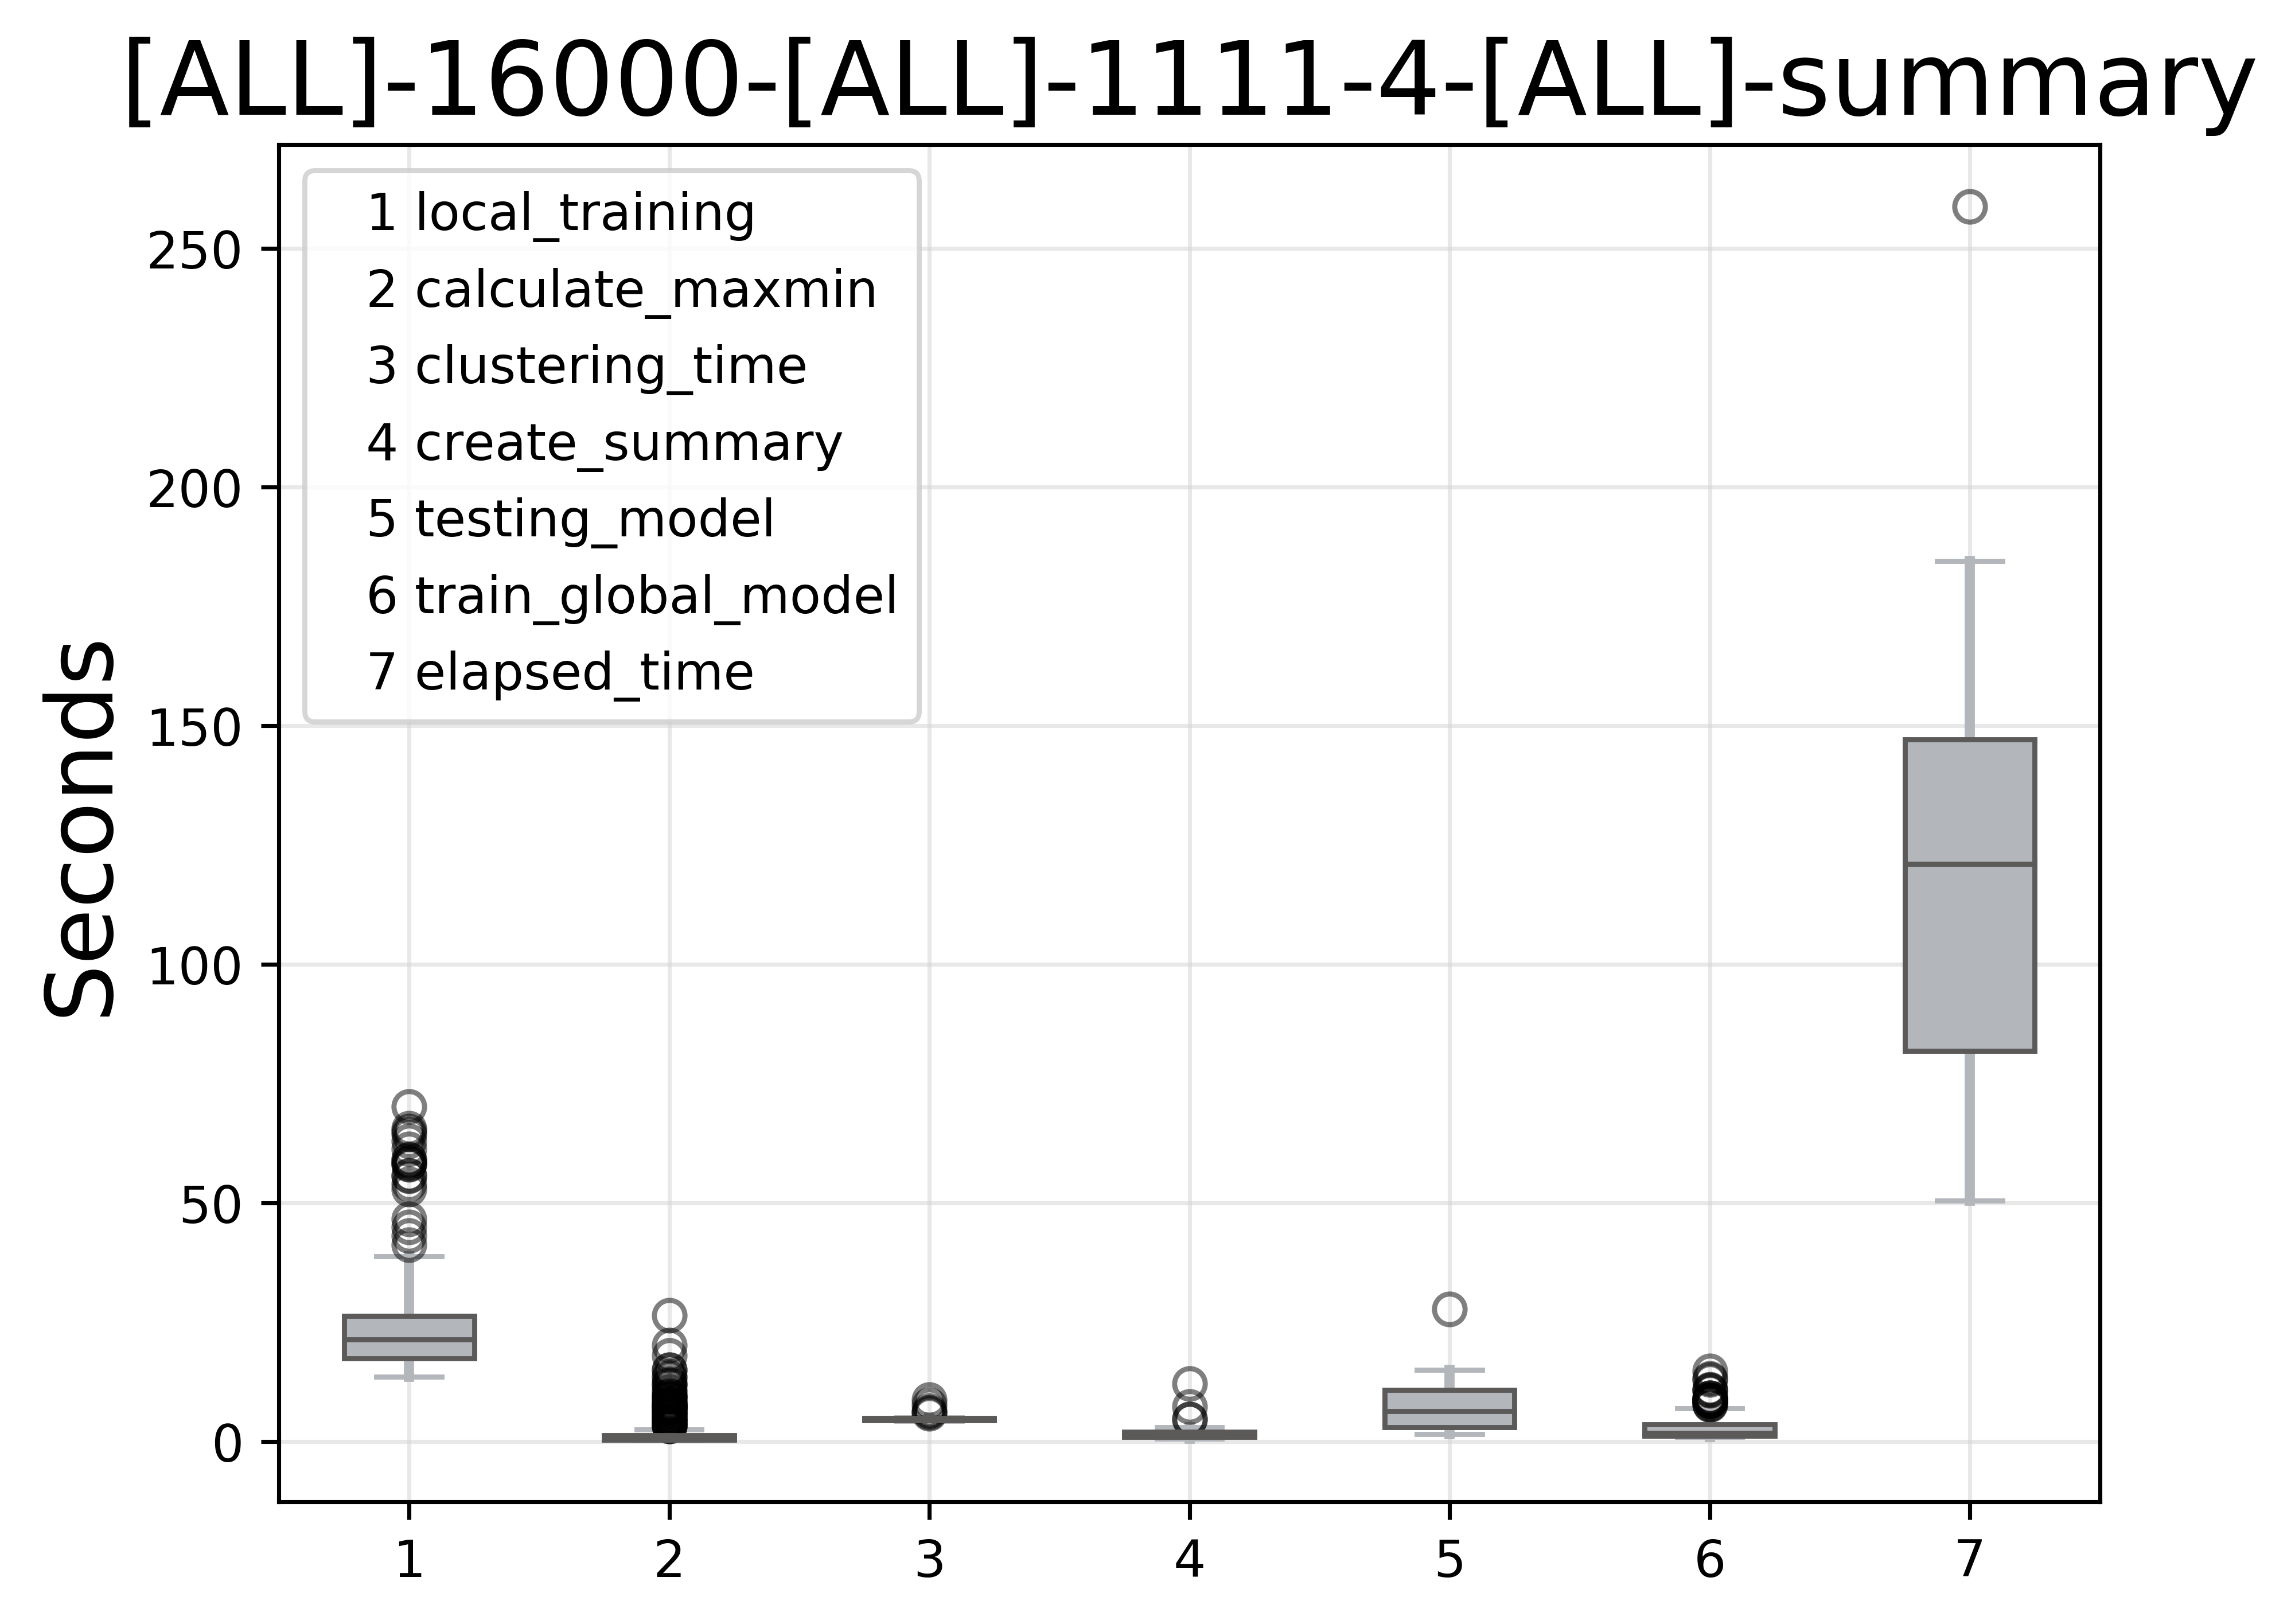 [ALL]-16000-[ALL]-1111-4-[ALL]-summary
1 local_training
2 calculate_maxmin
3 clustering_time
4 create_summary
5 testing_model
6 train_global_model
7 elapsed_time
Seconds
250
200
150
100
50
0
1 2 3 4 5 6 7